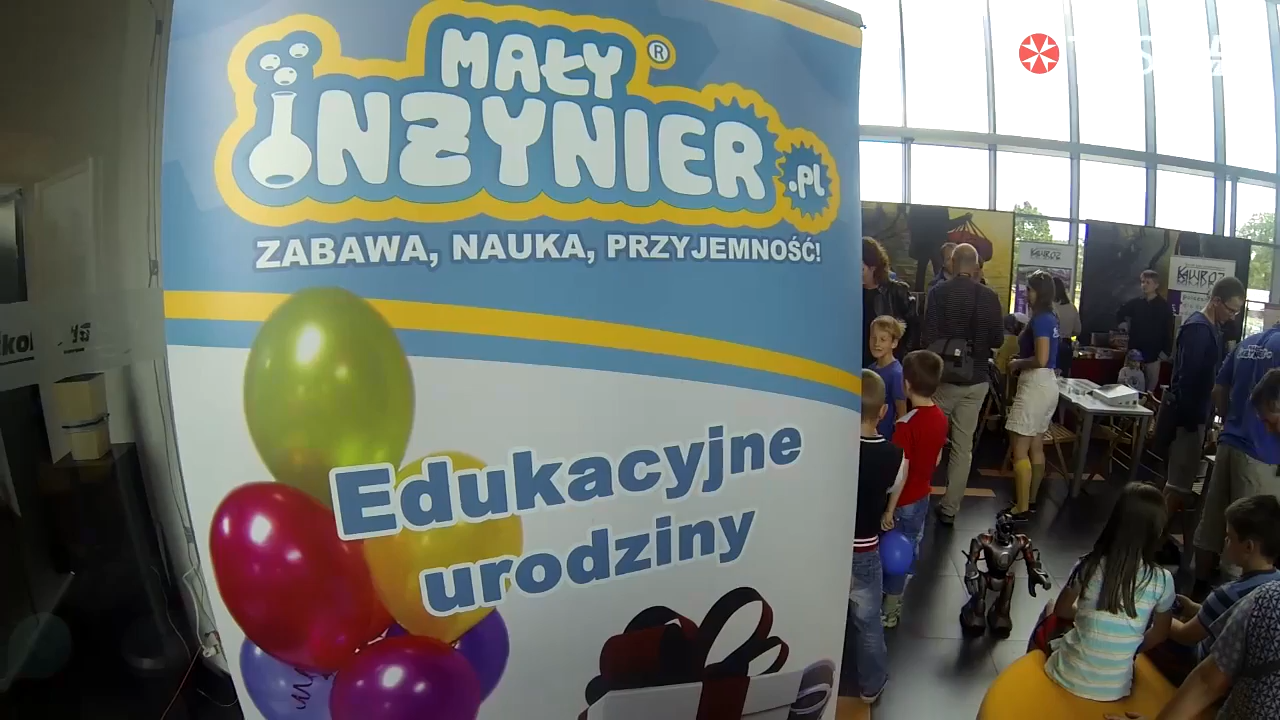 MAŁY ®
INŻYNIER
.pl
ZABAWA, NAUKA, PRZYJEMNOŚĆ!
Edukacyjne
urodziny